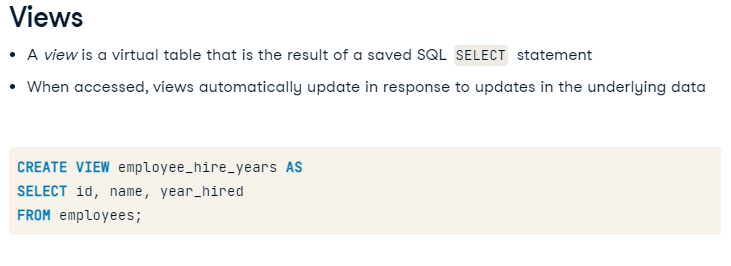 Views
• A view is a virtual table that is the result of a saved SQL SELECT statement
• When accessed, views automatically update in response to updates in the underlying data
CREATE VIEW employee_hire_years AS
SELECT id, name, year_hired
FROM employees;